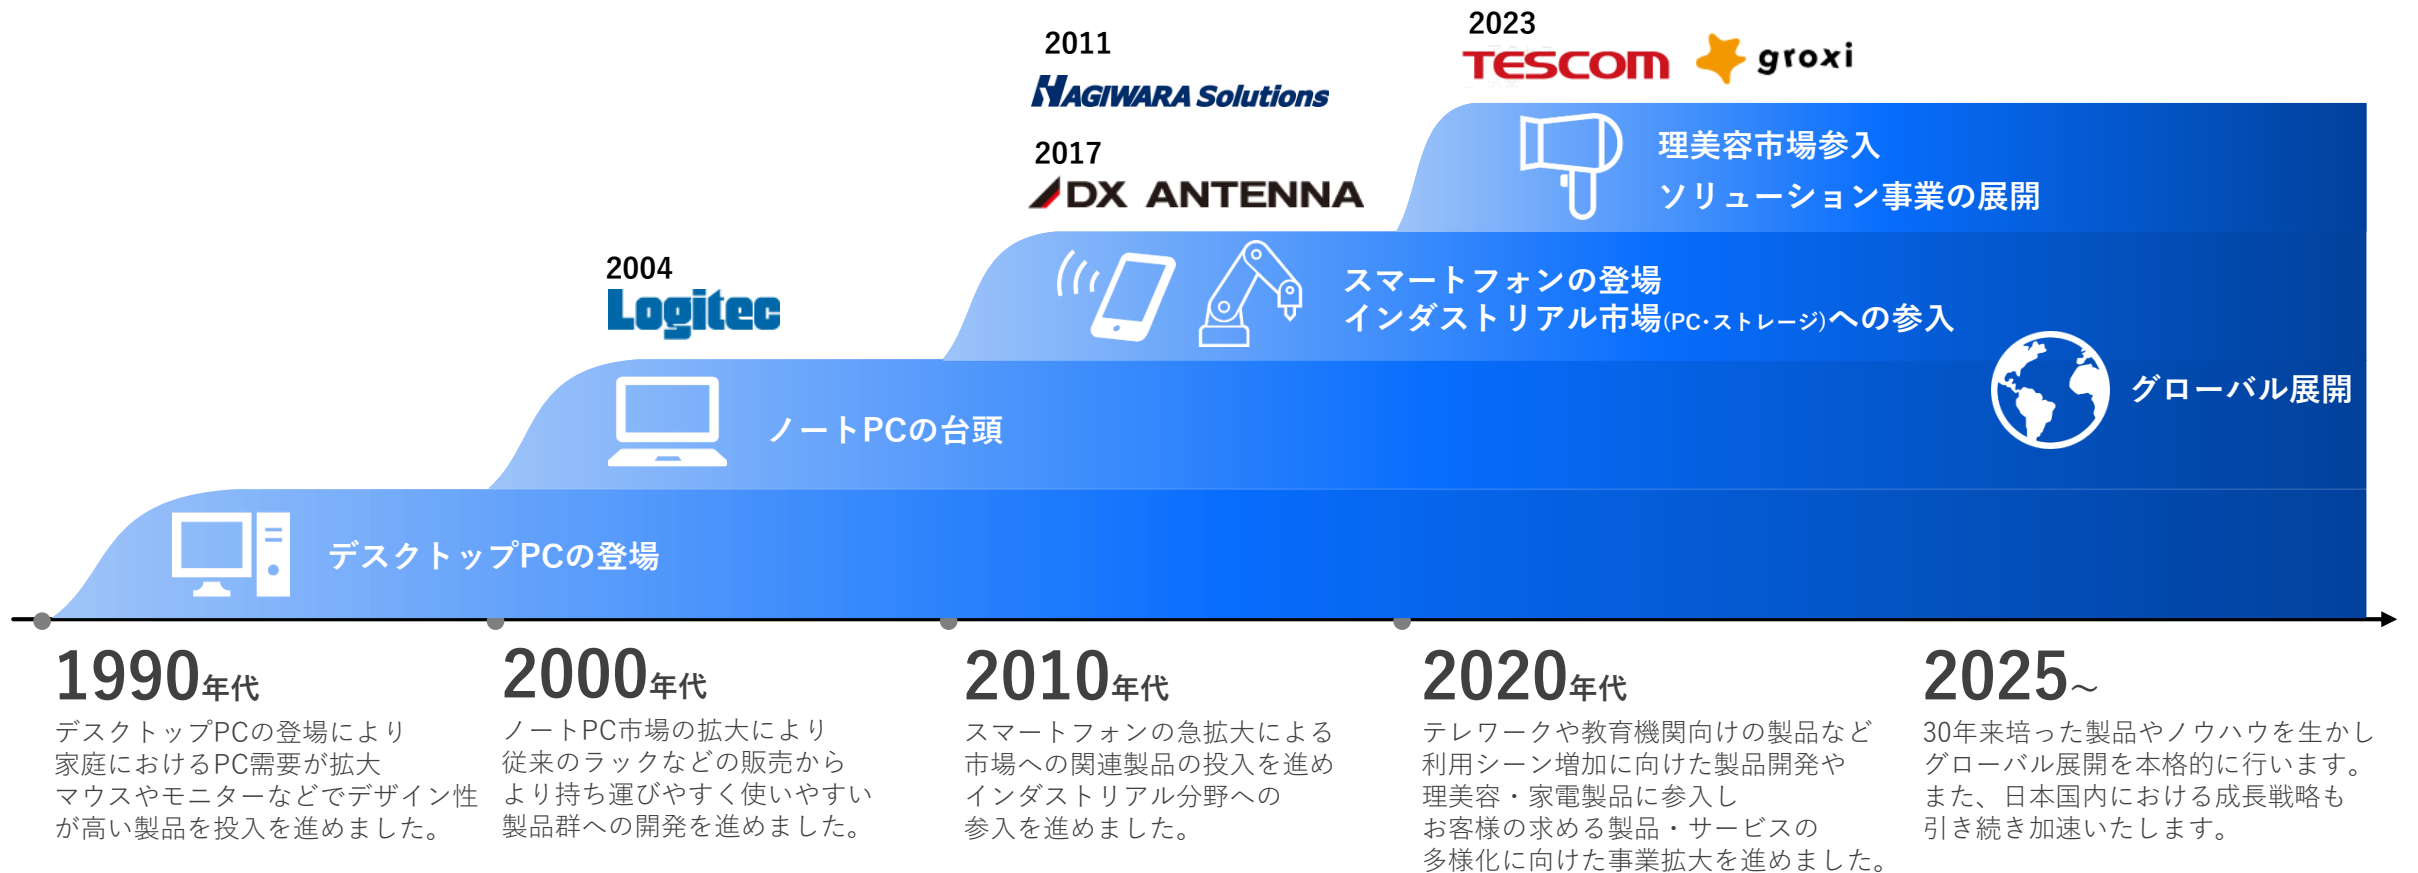 2023
TESCOM groxi
2011
HAGIWARA Solutions
2017
DX ANTENNA
理美容市場参入
ソリューション事業の展開
2004
Logitec
スマートフォンの登場
インダストリアル市場(PC・ストレージ)への参入
グローバル展開
ノートPCの台頭
デスクトップPCの登場
1990年代
デスクトップPCの登場により
家庭におけるPC需要が拡大
マウスやモニターなどでデザイン性
が高い製品を投入を進めました。
2000年代
ノートPC市場の拡大により
従来のラックなどの販売から
より持ち運びやすく使いやすい
製品群への開発を進めました。
2010年代
スマートフォンの急拡大による
市場への関連製品の投入を進め
インダストリアル分野への
参入を進めました。
2020年代
テレワークや教育機関向けの製品など
利用シーン増加に向けた製品開発や
理美容・家電製品に参入し
お客様の求める製品・サービスの
多様化に向けた事業拡大を進めました。
2025～
30年来培った製品やノウハウを生かし
グローバル展開を本格的に行います。
また、日本国内における成長戦略も
引き続き加速いたします。